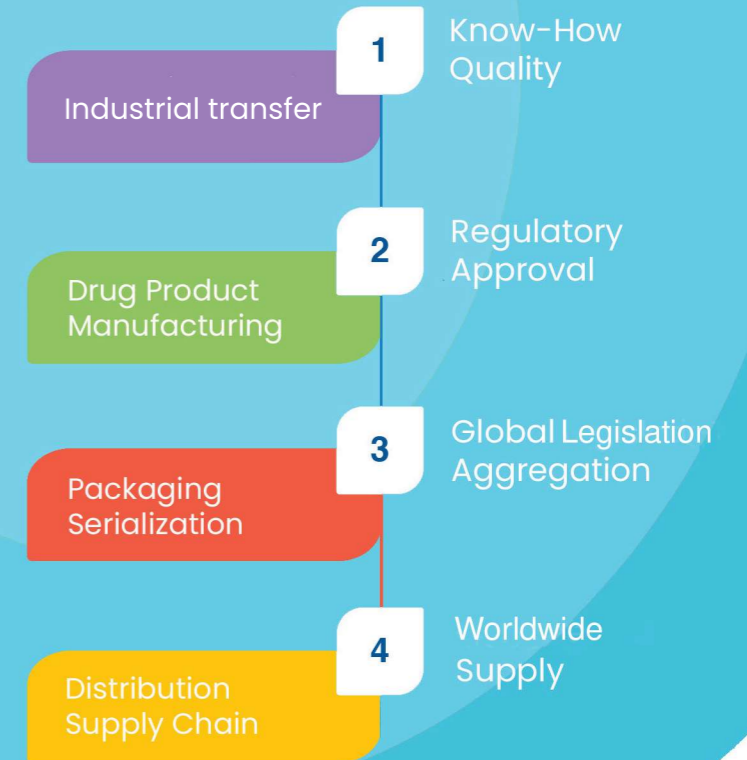 1
Know-How
Quality
Industrial transfer
2
Regulatory
Approval
Drug Product
Manufacturing
3
Global Legislation
Aggregation
Packaging
Serialization
4
Worldwide
Supply
Distribution
Supply Chain